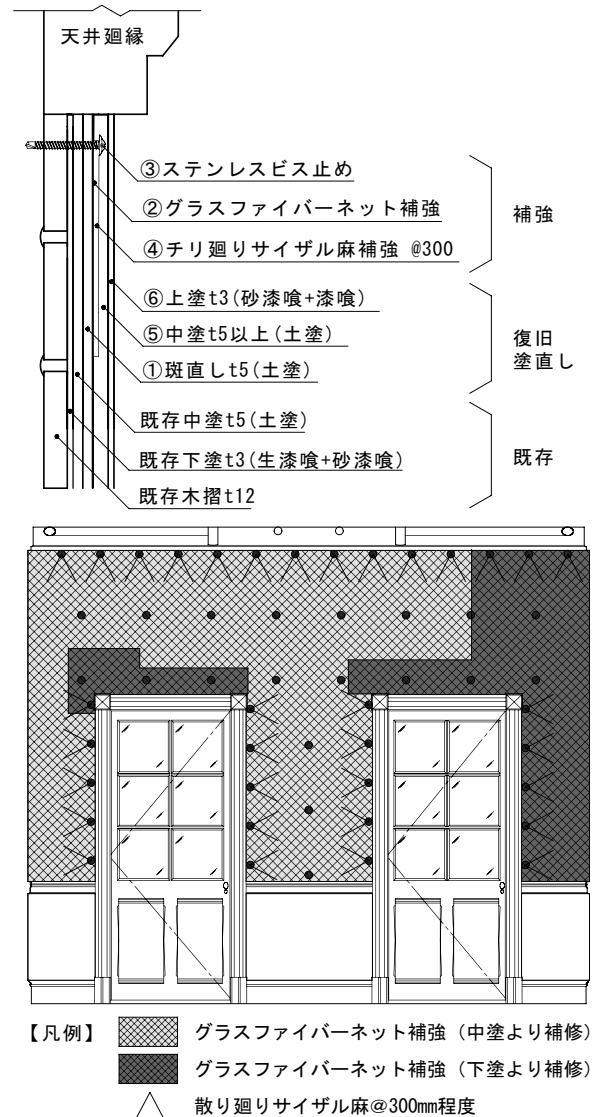 天井廻縁
③ステンレスビス止め
②グラスファイバーネット補強
④チリ廻りサイザル麻補強 @300
補強
⑥上塗t3(砂漆喰+漆喰)
⑤中塗t5以上(土塗)
①斑直しt5(土塗)
復旧
塗直し
既存中塗t5(土塗)
既存下塗t3(生漆喰+砂漆喰)
既存木摺t12
既存
【凡例】 グラスファイバーネット補強（中塗より補修）
グラスファイバーネット補強（下塗より補修）
散り廻りサイザル麻@300mm程度